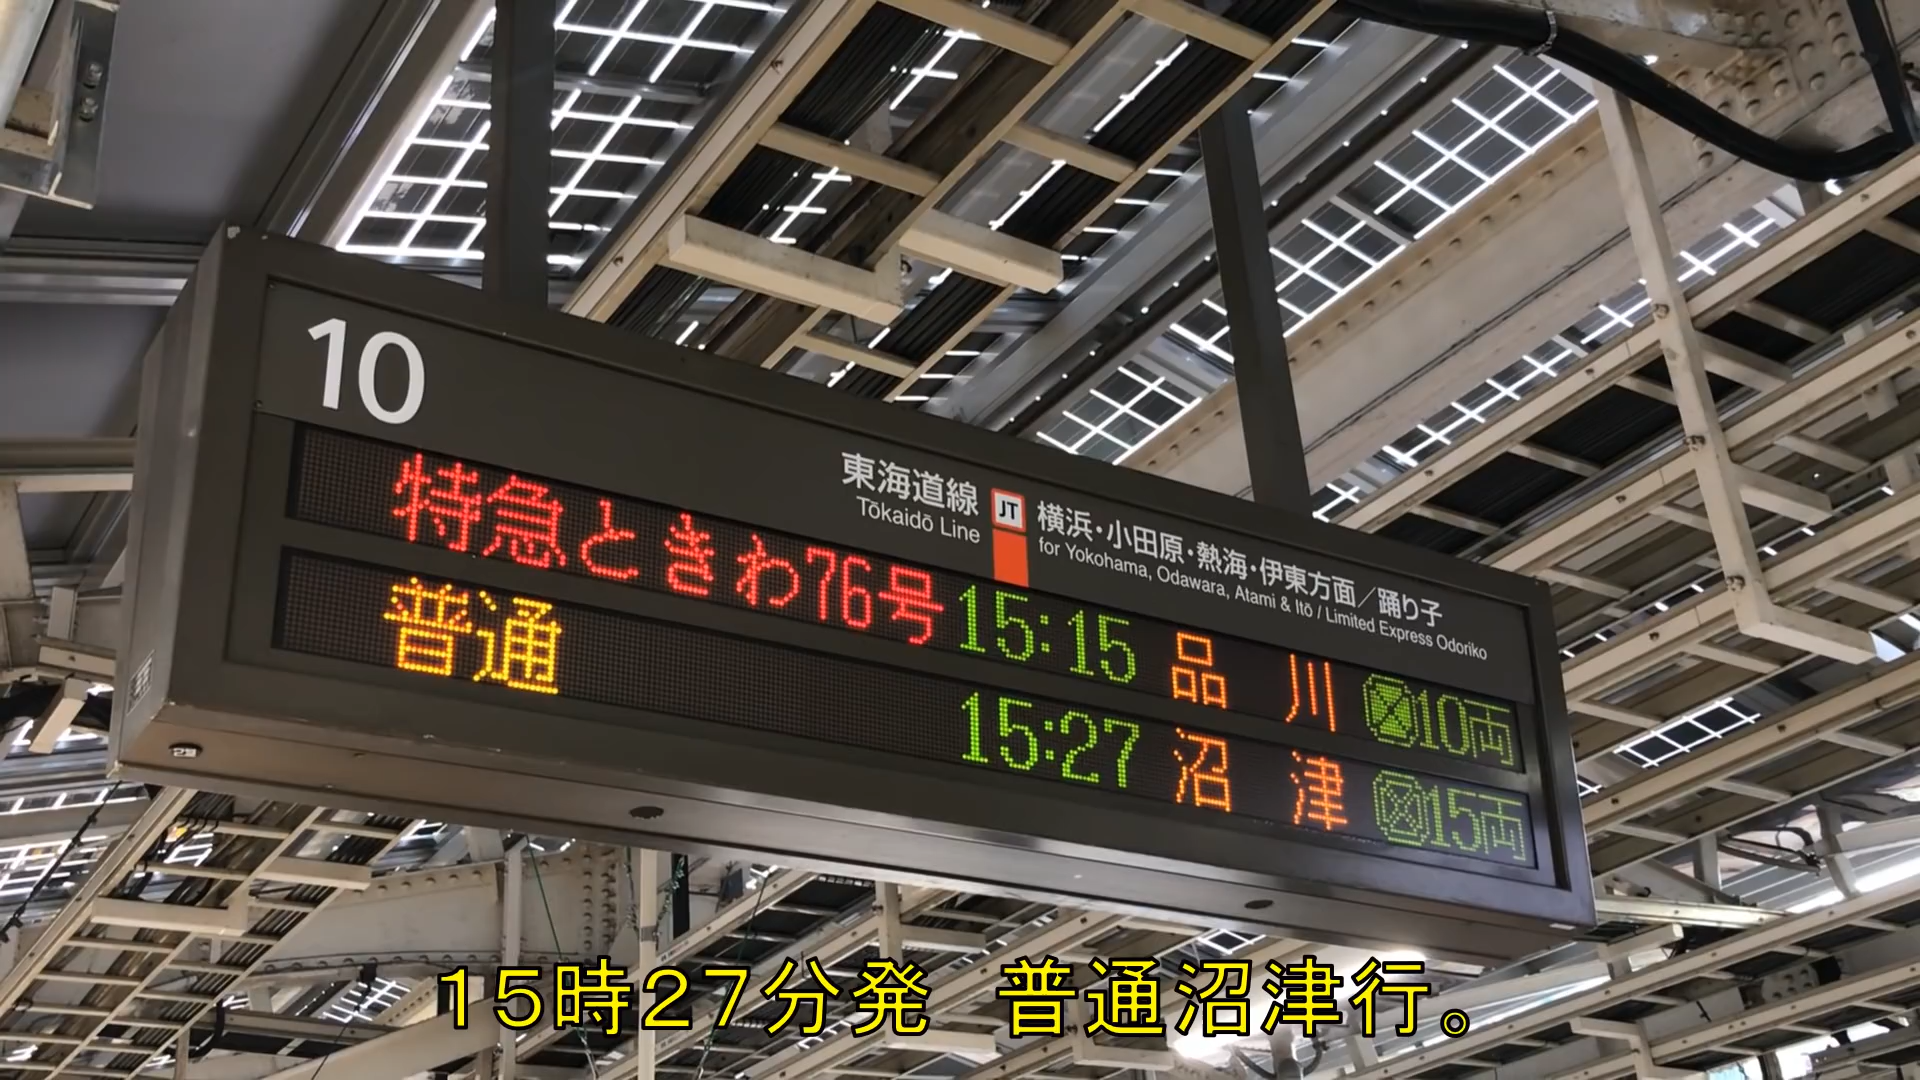 10
東海道線
Tōkaidō Line
JT
横浜・小田原・熱海・伊東方面／踊り子
for Yokohama, Odawara, Atami & Itō / Limited Express Odoriko
特急ときわ76号 15:15 品川 10両
普通 15:27 沼津 15両
15時27分発　普通沼津行。